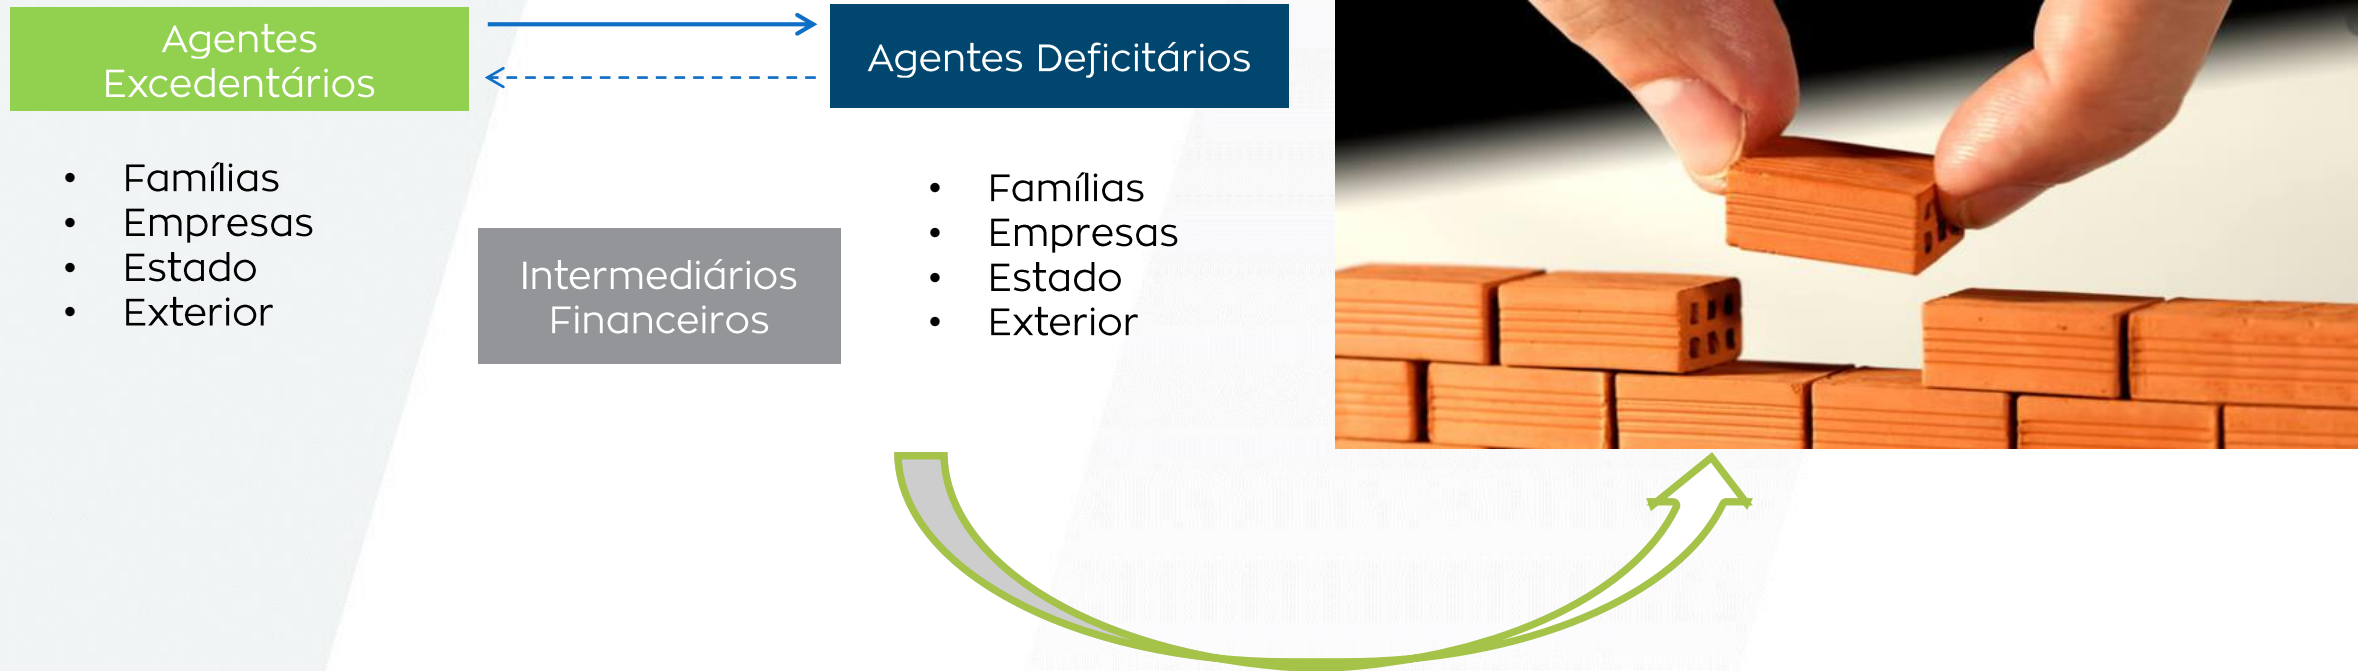 Agentes
Excedentários
Agentes Deficitários
• Famílias
• Empresas
• Estado
• Exterior
Intermediários
Financeiros
• Famílias
• Empresas
• Estado
• Exterior